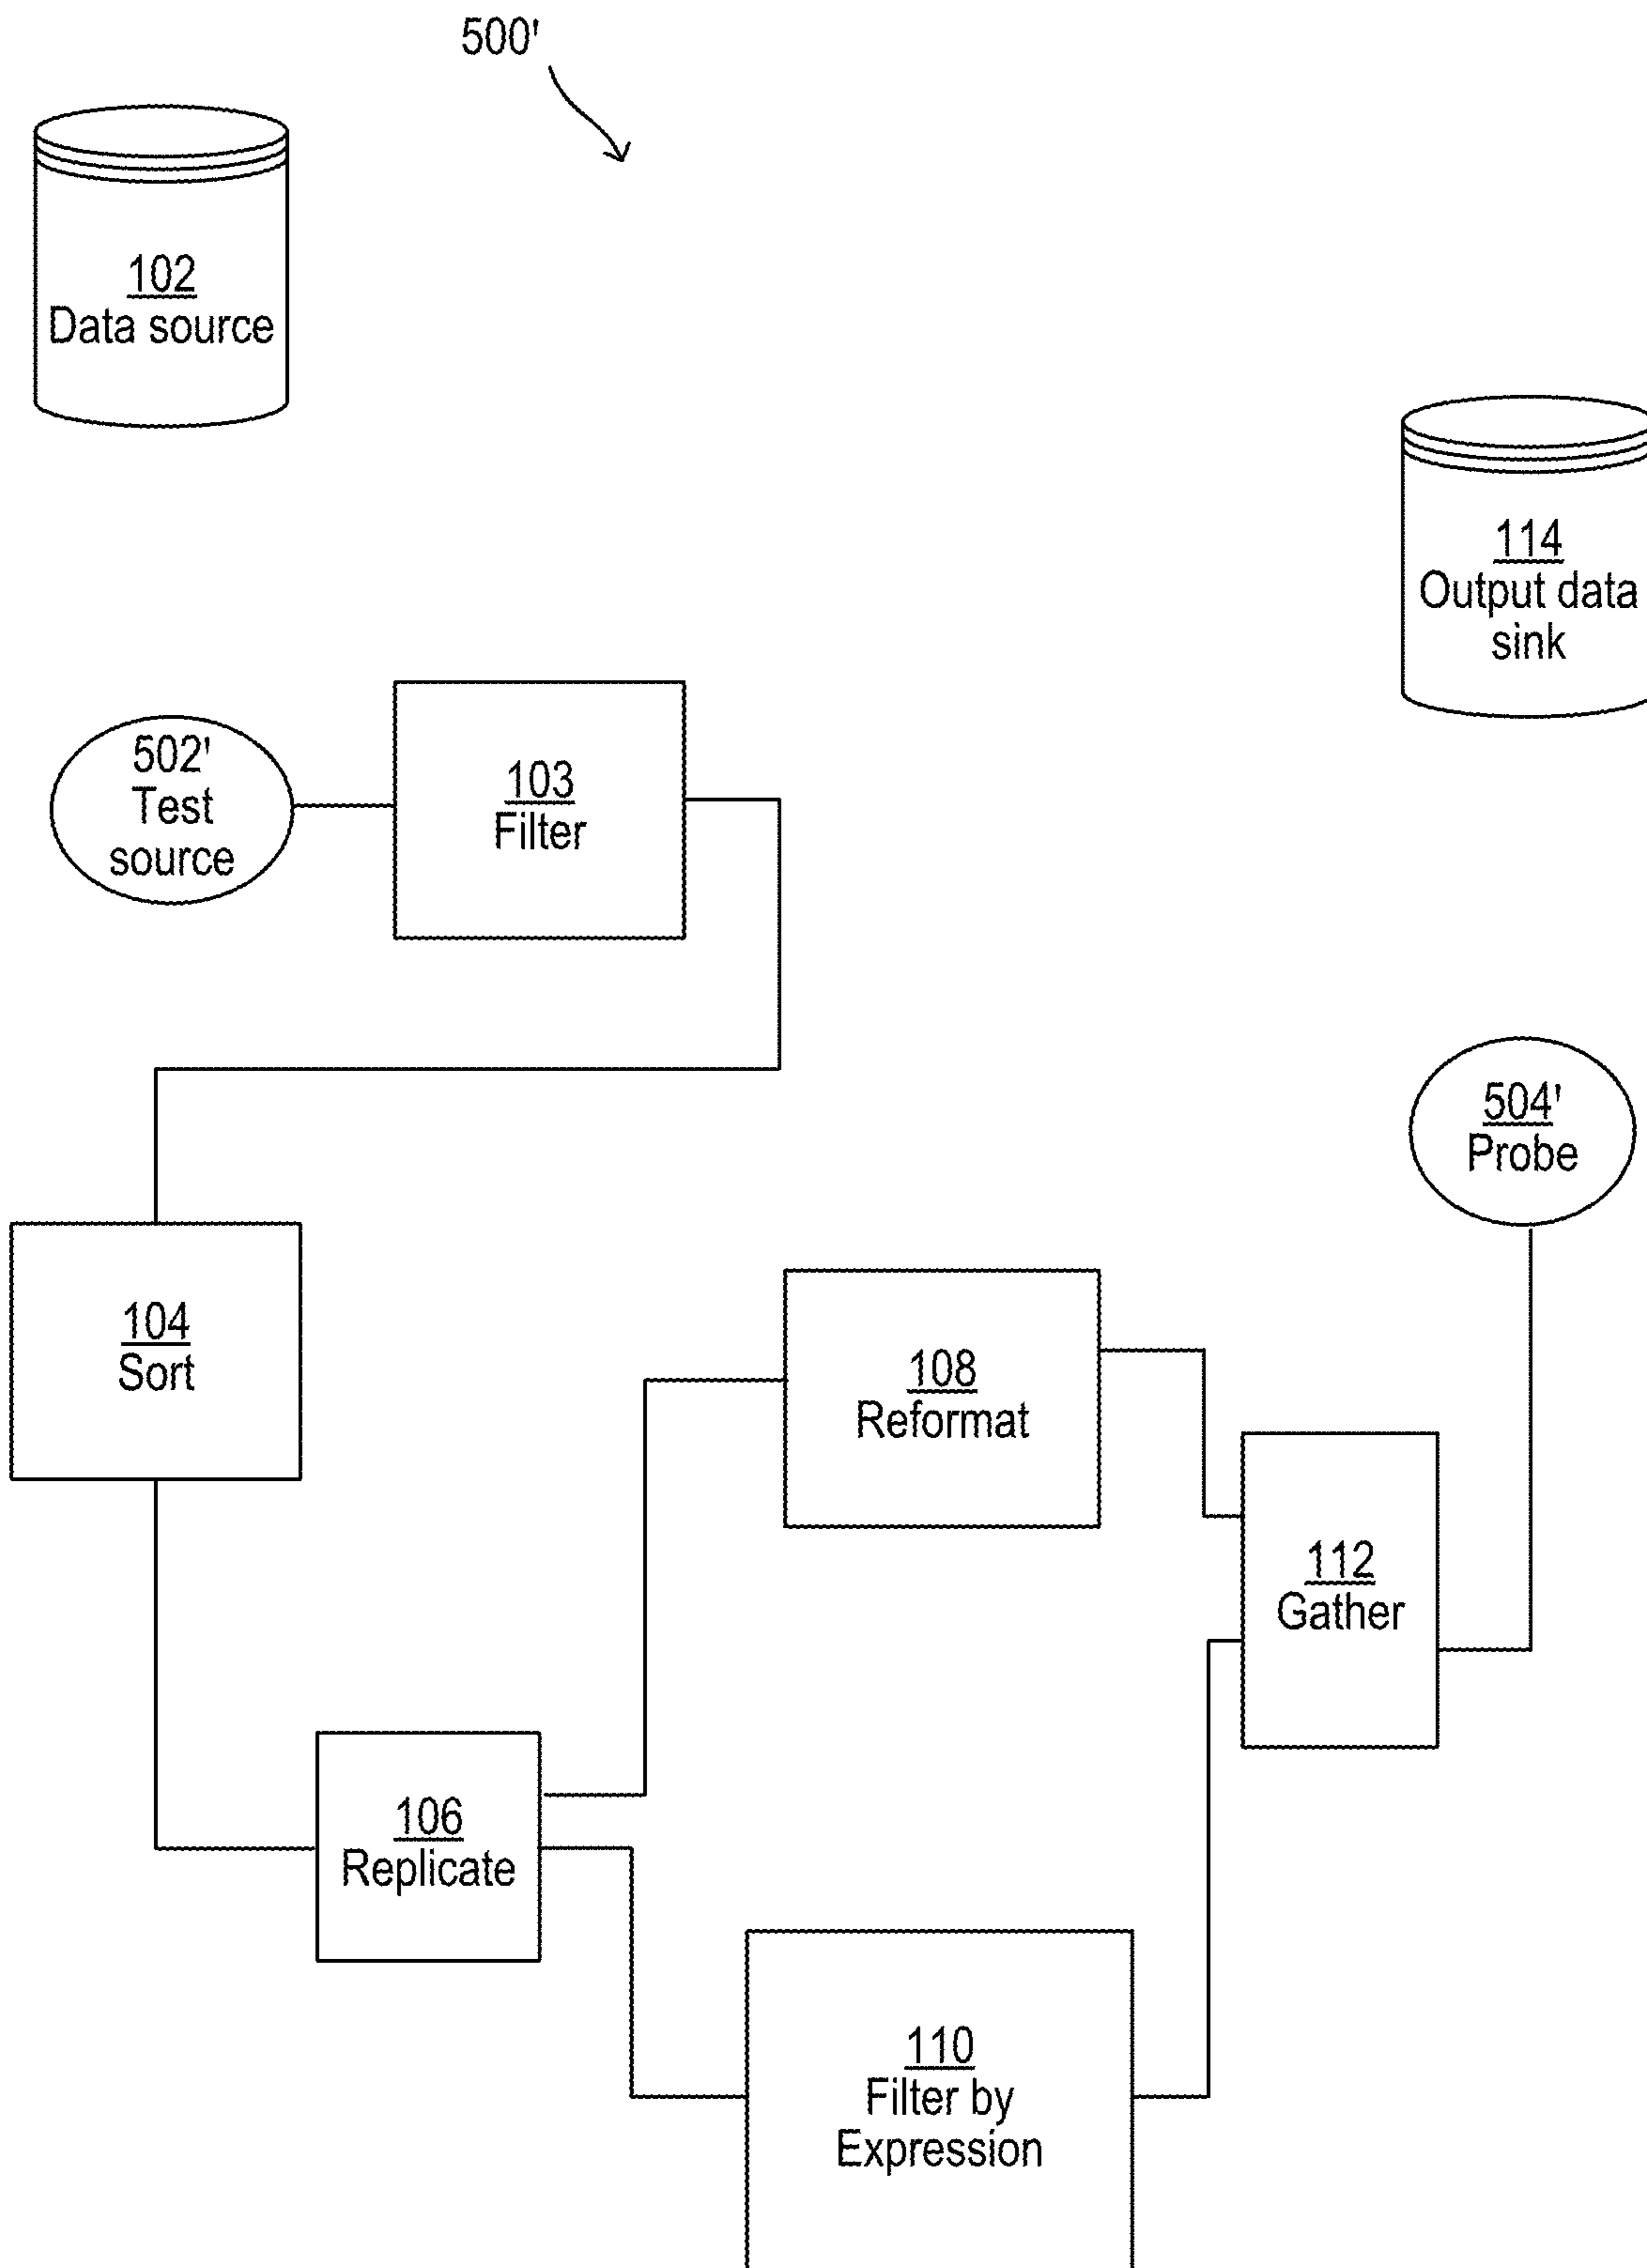 500'
102
Data source
114
Output data
sink
502'
Test
source
103
Filter
504'
Probe
104
Sort
108
Reformat
112
Gather
106
Replicate
110
Filter by
Expression